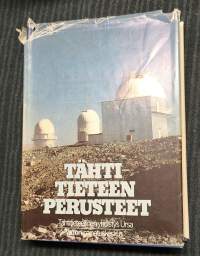 TÄHTI
TIETEEN
PERUSTEET
Tähtitieteellinen yhdistys Ursa